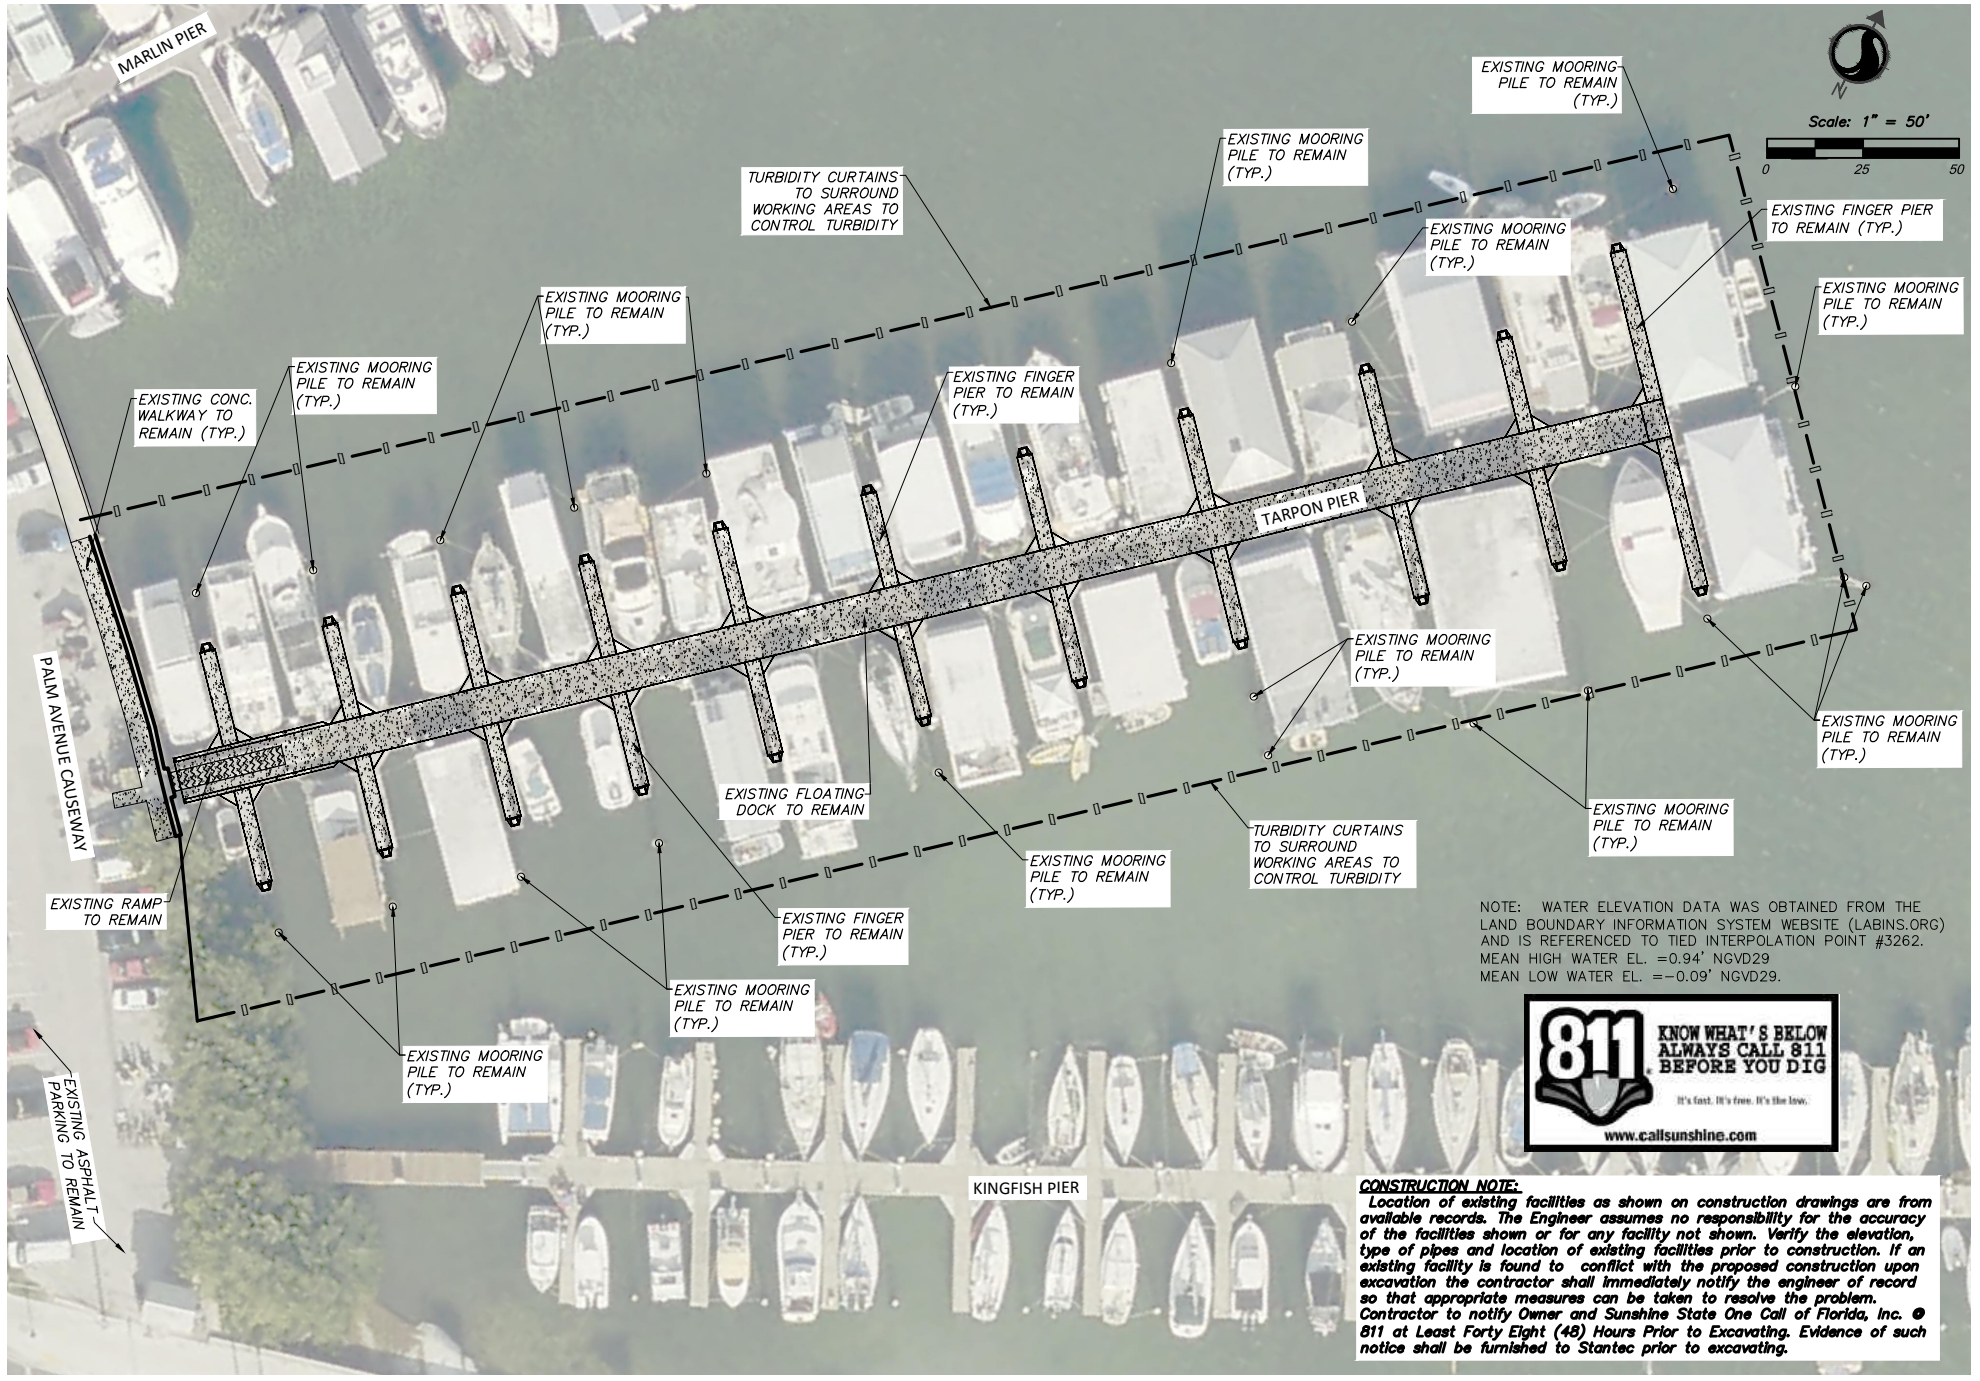 MARLIN PIER
EXISTING MOORING
PILE TO REMAIN
(TYP.)
N
Scale: 1" = 50'
0 25 50
EXISTING MOORING
PILE TO REMAIN
(TYP.)
TURBIDITY CURTAINS
TO SURROUND
WORKING AREAS TO
CONTROL TURBIDITY
EXISTING FINGER PIER
TO REMAIN (TYP.)
EXISTING MOORING
PILE TO REMAIN
(TYP.)
EXISTING MOORING
PILE TO REMAIN
(TYP.)
EXISTING MOORING
PILE TO REMAIN
(TYP.)
EXISTING MOORING
PILE TO REMAIN
(TYP.)
EXISTING FINGER
PIER TO REMAIN
(TYP.)
EXISTING CONC.
WALKWAY TO
REMAIN (TYP.)
TARPON PIER
EXISTING MOORING
PILE TO REMAIN
(TYP.)
PALM AVENUE CAUSEWAY
EXISTING MOORING
PILE TO REMAIN
(TYP.)
EXISTING FLOATING
DOCK TO REMAIN
EXISTING MOORING
PILE TO REMAIN
(TYP.)
TURBIDITY CURTAINS
TO SURROUND
WORKING AREAS TO
CONTROL TURBIDITY
EXISTING MOORING
PILE TO REMAIN
(TYP.)
EXISTING RAMP
TO REMAIN
EXISTING FINGER
PIER TO REMAIN
(TYP.)
NOTE: WATER ELEVATION DATA WAS OBTAINED FROM THE
LAND BOUNDARY INFORMATION SYSTEM WEBSITE (LABINS.ORG)
AND IS REFERENCED TO TIED INTERPOLATION POINT #3262.
MEAN HIGH WATER EL. =0.94' NGVD29
MEAN LOW WATER EL. =-0.09' NGVD29.
EXISTING MOORING
PILE TO REMAIN
(TYP.)
EXISTING MOORING
PILE TO REMAIN
(TYP.)
811
KNOW WHAT'S BELOW
ALWAYS CALL 811
BEFORE YOU DIG
It's fast. It's free. It's the law.
www.callsunshine.com
EXISTING ASPHALT
PARKING TO REMAIN
KINGFISH PIER
CONSTRUCTION NOTE:
Location of existing facilities as shown on construction drawings are from
available records. The Engineer assumes no responsibility for the accuracy
of the facilities shown or for any facility not shown. Verify the elevation,
type of pipes and location of existing facilities prior to construction. If an
existing facility is found to conflict with the proposed construction upon
excavation the contractor shall immediately notify the engineer of record
so that appropriate measures can be taken to resolve the problem.
Contractor to notify Owner and Sunshine State One Call of Florida, Inc. @
811 at Least Forty Eight (48) Hours Prior to Excavating. Evidence of such
notice shall be furnished to Stantec prior to excavating.